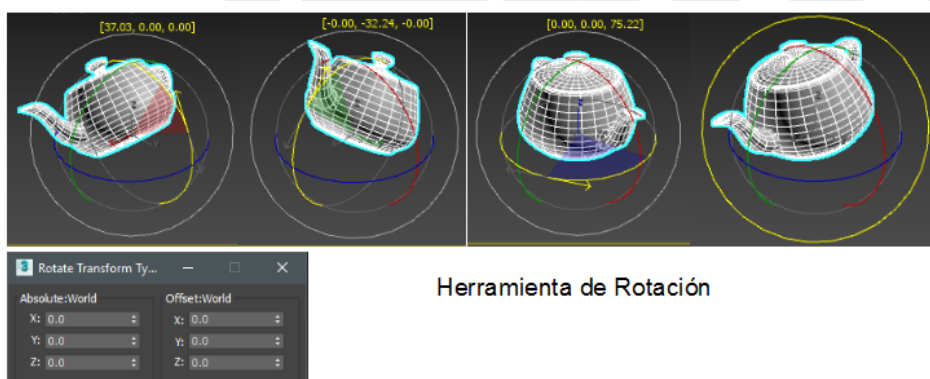 [37.03, 0.00, 0.00]
[-0.00, -32.24, -0.00]
[0.00, 0.00, 75.22]
3 Rotate Transform Ty...
Absolute:World
X: 0.0
Y: 0.0
Z: 0.0
Offset:World
X: 0.0
Y: 0.0
Z: 0.0
Herramienta de Rotación